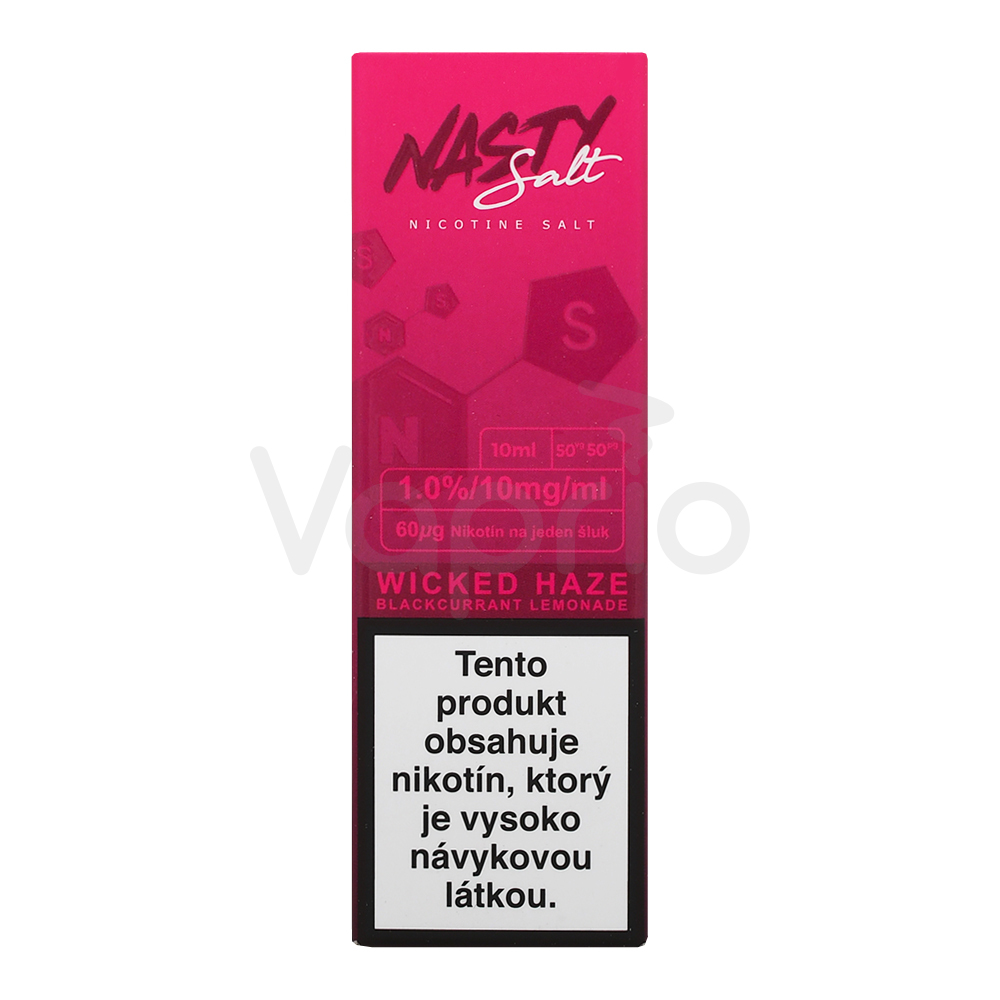 NASTY
Salt
NICOTINE SALT
S
S
N
S
N
10ml 50VG 50PG
1.0%/10mg/ml
60µg Nikotín na jeden šluk
Vaprio
WICKED HAZE
BLACKCURRANT LEMONADE
Tento
produkt
obsahuje
nikotín, ktorý
je vysoko
návykovou
látkou.